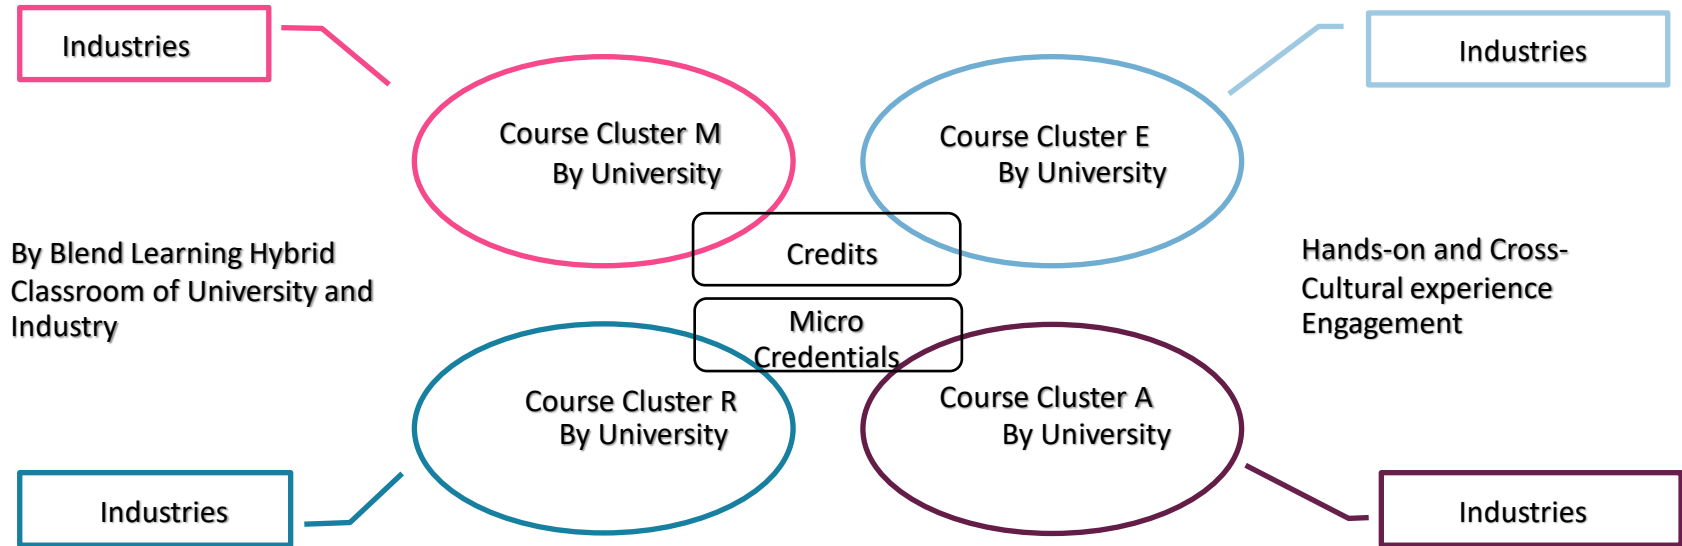 Industries
Industries
Course Cluster M
By University
Course Cluster E
By University
By Blend Learning Hybrid
Classroom of University and
Industry
Credits
Micro
Credentials
Hands-on and Cross-
Cultural experience
Engagement
Course Cluster R
By University
Course Cluster A
By University
Industries
Industries